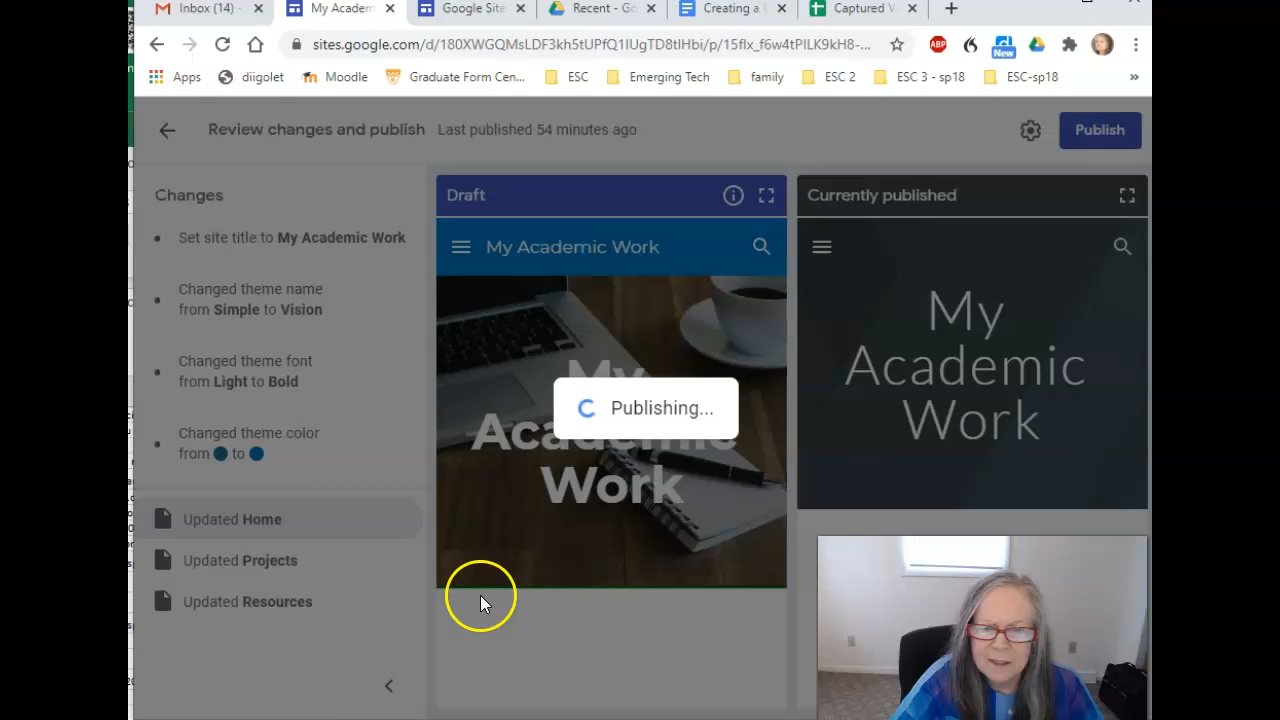 Inbox (14) -
My Academ
Google Site
Recent - Go
Creating a
Captured V
sites.google.com/d/180XWGQMsLDF3kh5tUPfQ1IUgTD8tlHbi/p/15flx_f6w4tPILK9kH8-...
ABP
New
Apps
diigolet
Moodle
Graduate Form Cen...
ESC
Emerging Tech
family
ESC 2
ESC 3 - sp18
ESC-sp18
»
Review changes and publish
Last published 54 minutes ago
Publish
Changes
Set site title to My Academic Work
Changed theme name
from Simple to Vision
Changed theme font
from Light to Bold
Changed theme color
from to
Updated Home
Updated Projects
Updated Resources
Draft
My Academic Work
My
Academic
Work
Publishing...
Currently published
My
Academic
Work